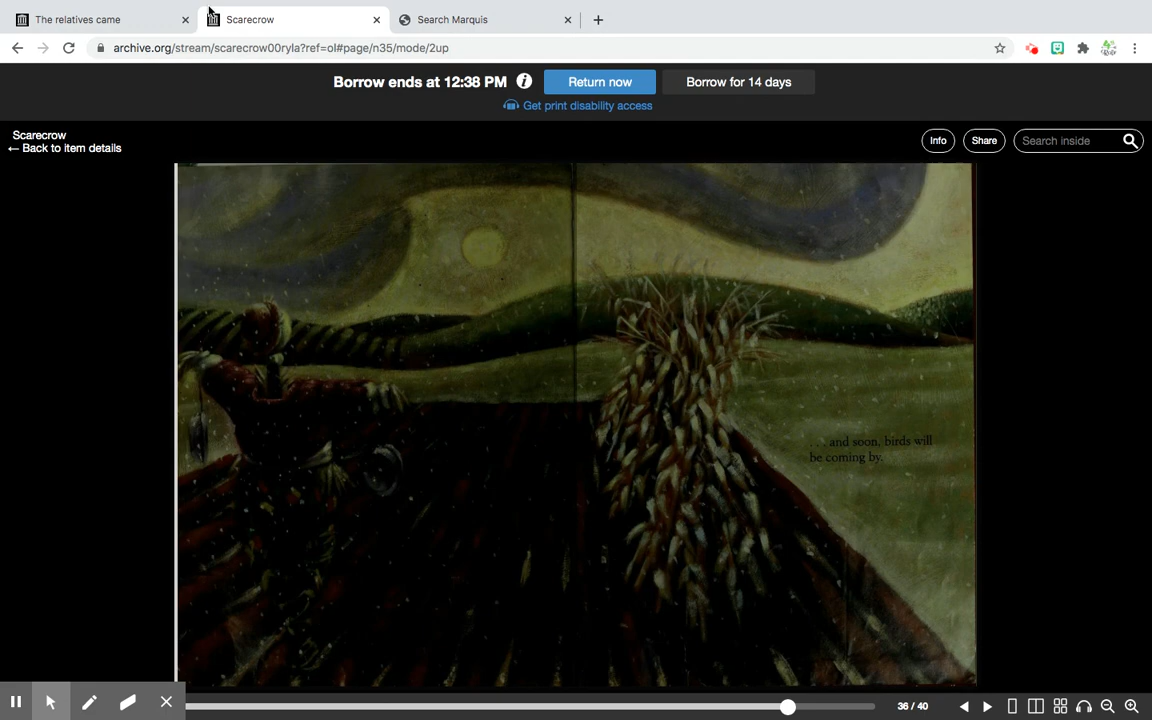 The relatives came
Scarecrow
Search Marquis
archive.org/stream/scarecrow00ryla?ref=ol#page/n35/mode/2up
Borrow ends at 12:38 PM
Return now
Borrow for 14 days
Get print disability access
Scarecrow
← Back to item details
Info
Share
Search inside
. . . and soon, birds will
be coming by.
36 / 40